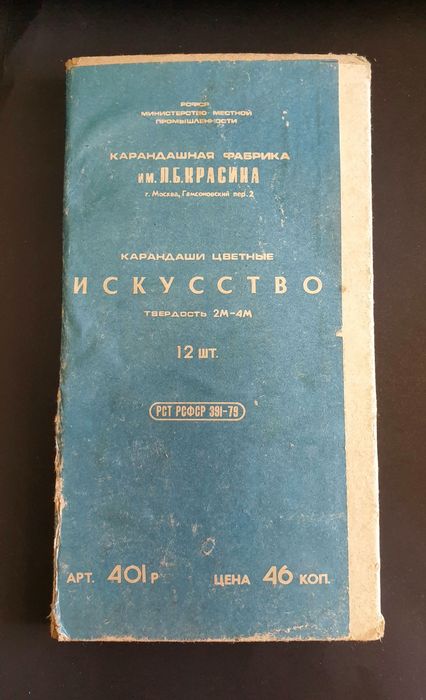 РСФСР
МИНИСТЕРСТВО МЕСТНОЙ
ПРОМЫШЛЕННОСТИ
КАРАНДАШНАЯ ФАБРИКА
им. Л.Б.КРАСИНА
г. Москва, Гамсоновский пер. 2
КАРАНДАШИ ЦВЕТНЫЕ
ИСКУССТВО
ТВЕРДОСТЬ 2М-4М
12 ШТ.
РСТ РСФСР 391-79
АРТ. 401 Р ЦЕНА 46 КОП.